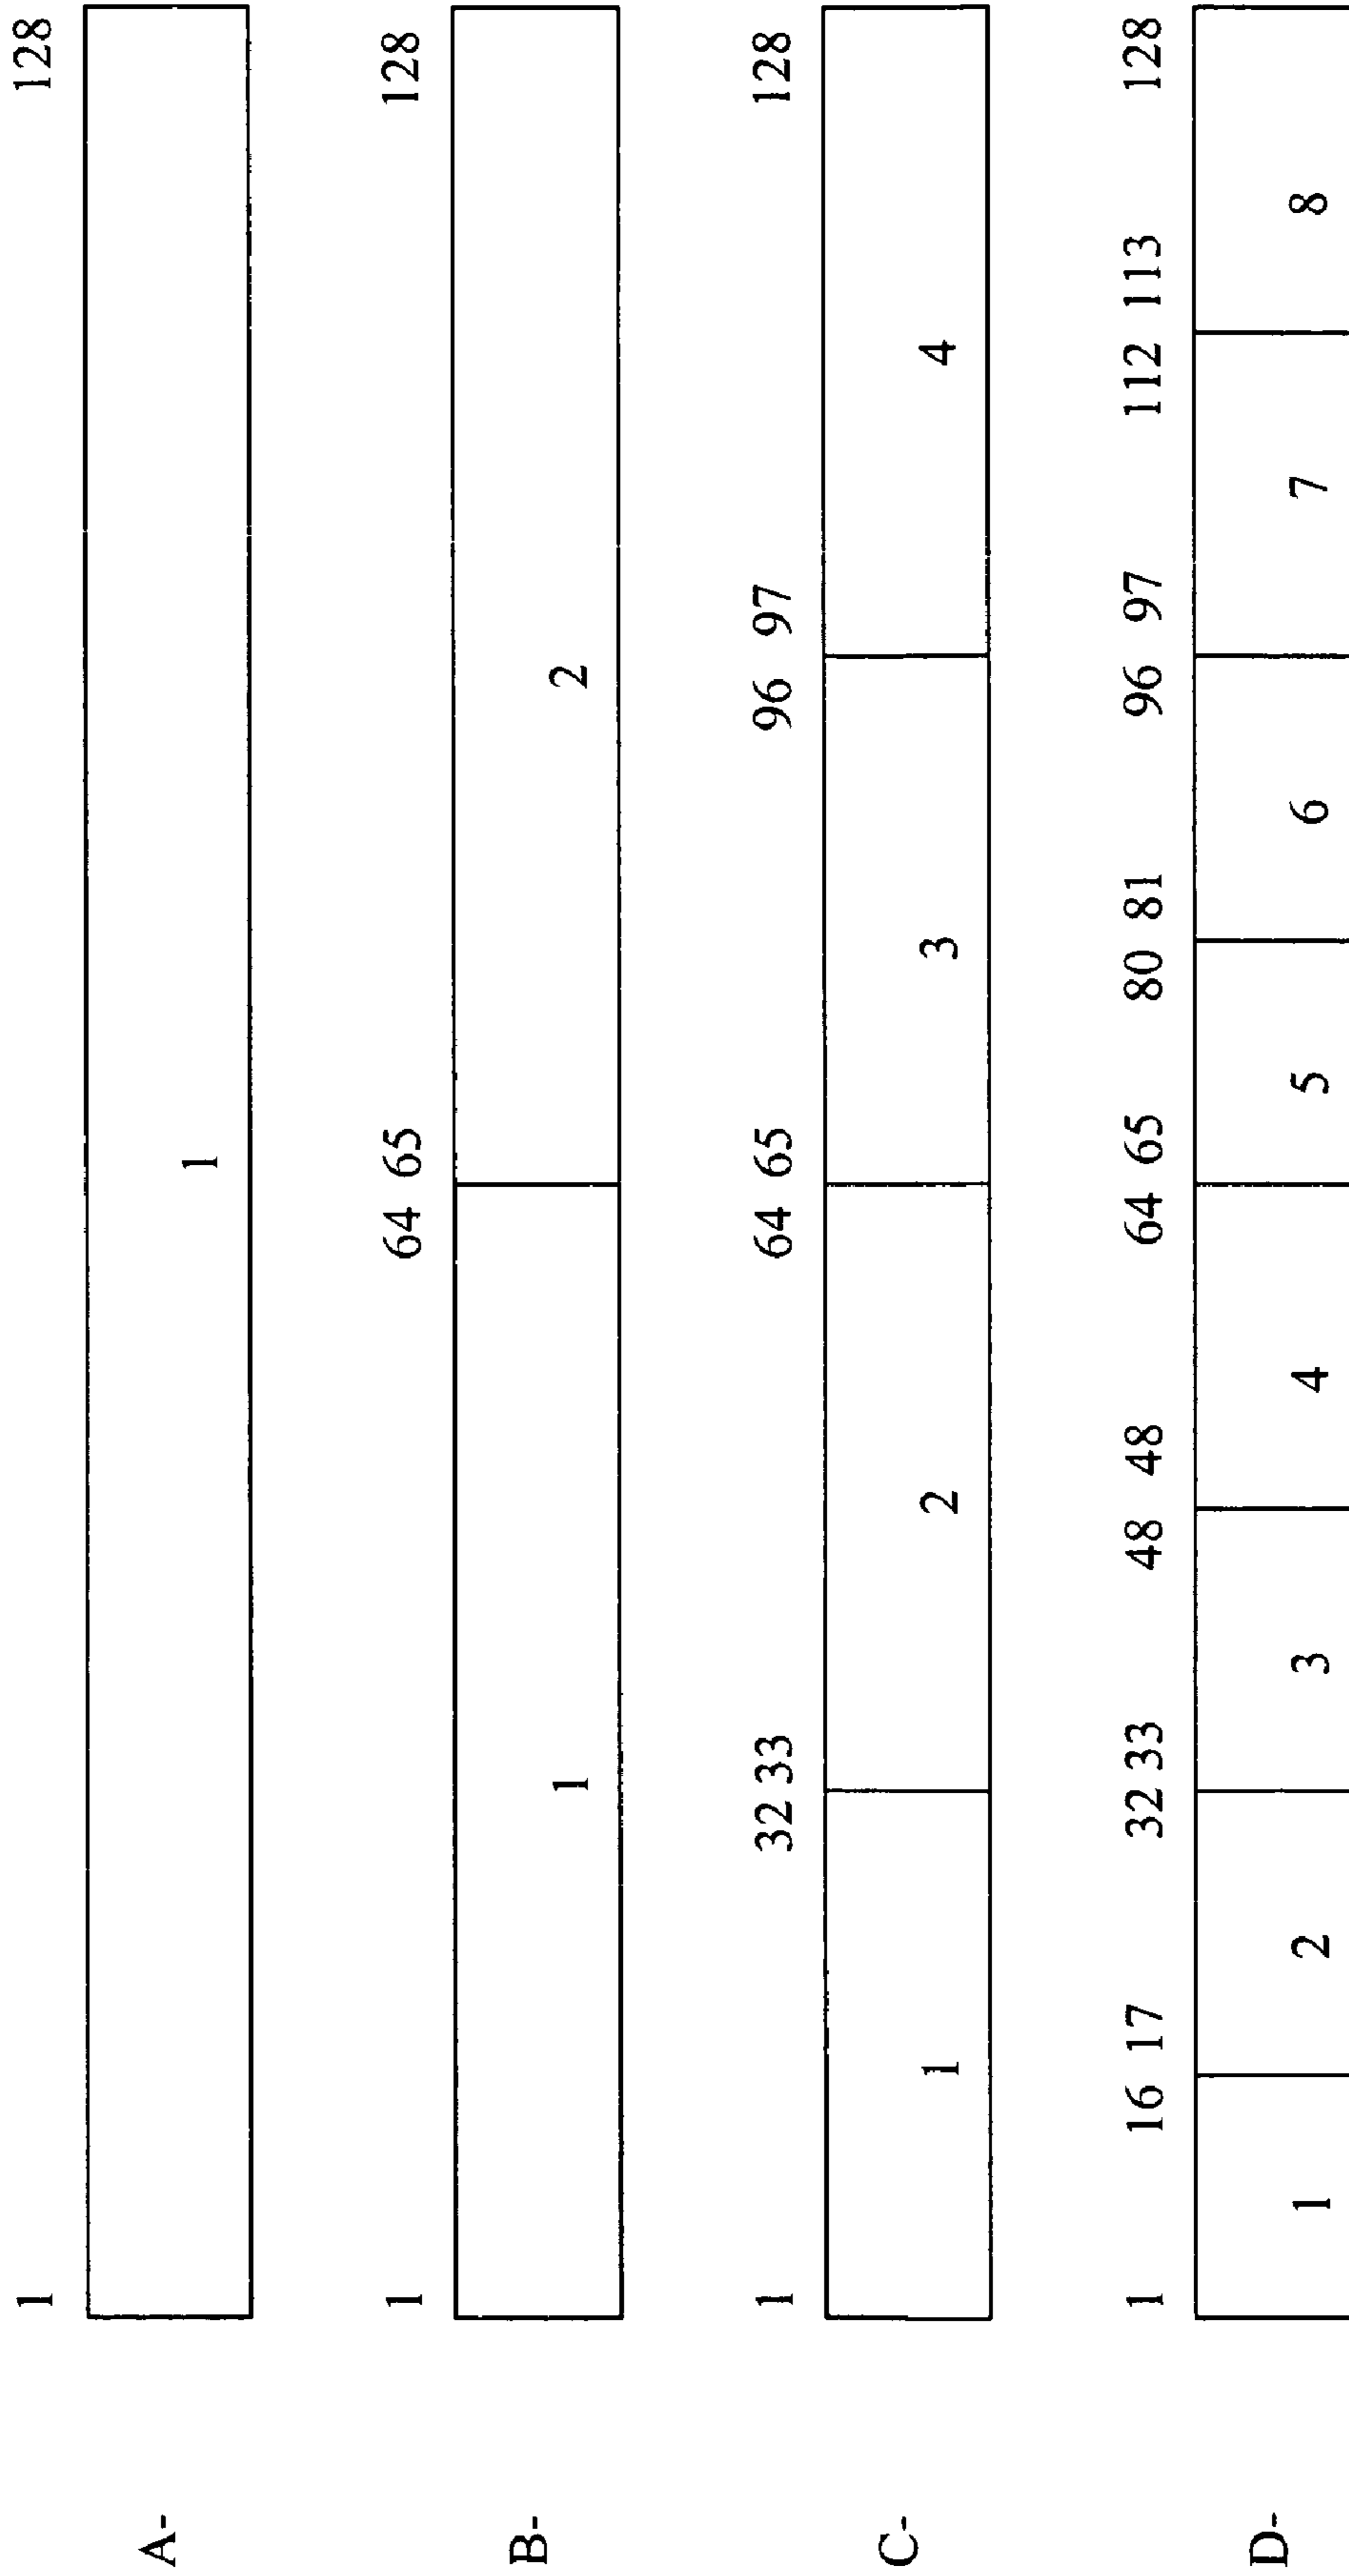 1 128
A- 1
1 64 65 128
B- 1 2
1 32 33 64 65 96 97 128
C- 1 2 3 4
1 16 17 32 33 48 48 64 65 80 81 96 97 112 113 128
D- 1 2 3 4 5 6 7 8